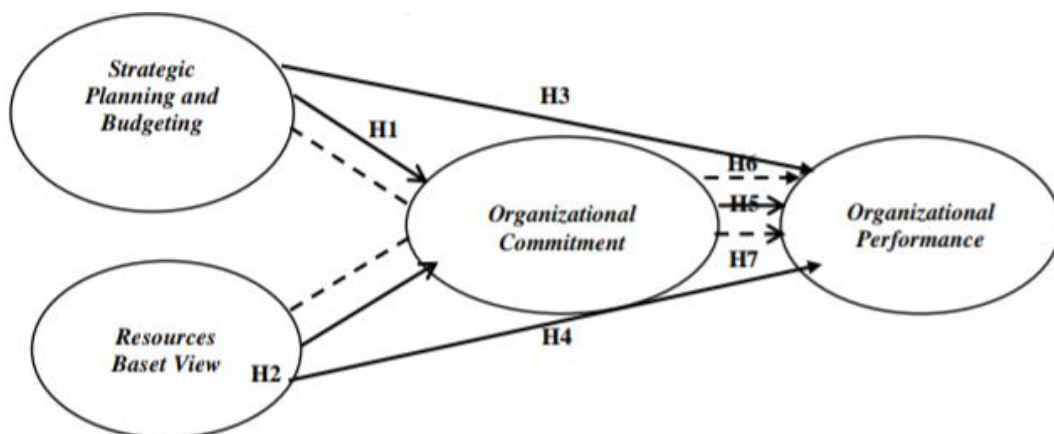 Strategic
Planning and
Budgeting
H3
H1
H6
H5
H7
Organizational
Commitment
Organizational
Performance
Resources
Baset View
H2
H4